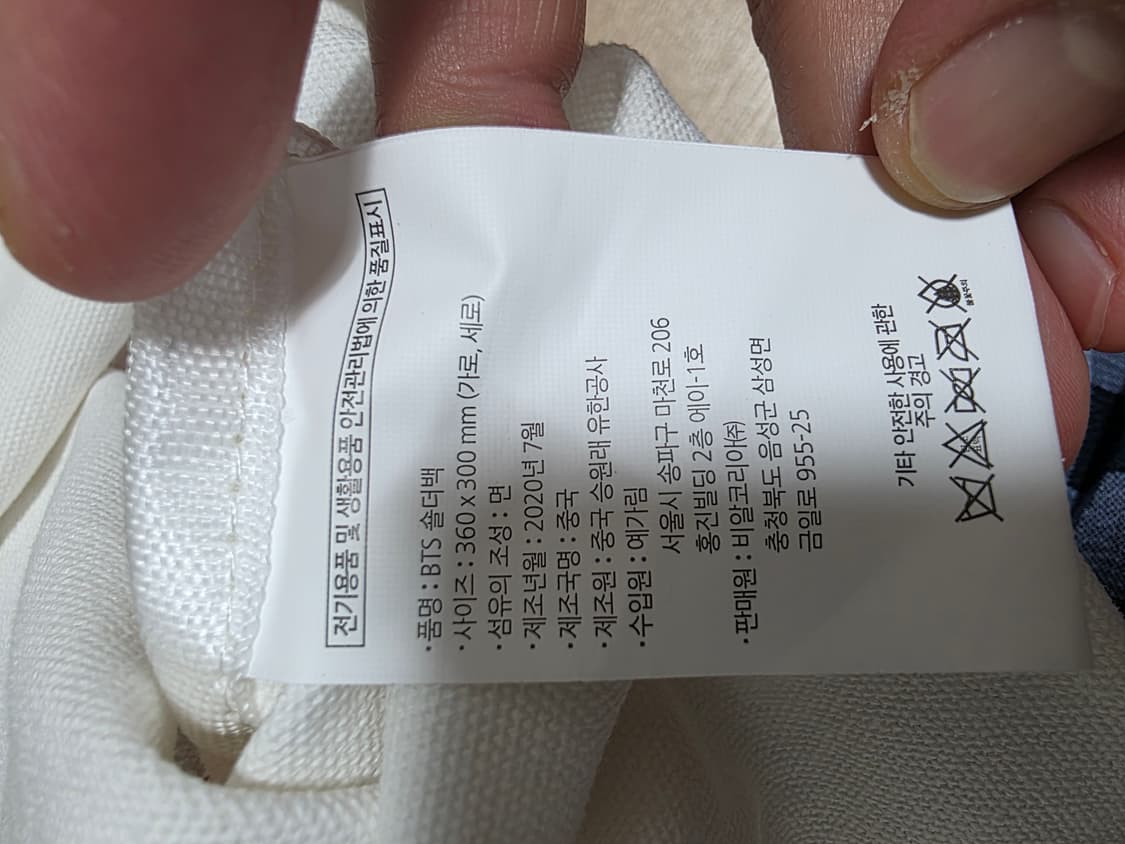 전기용품 및 생활용품 안전관리법에 의한 품질표시
·품명 : BTS 숄더백
·사이즈 : 360 x 300 mm (가로, 세로)
·섬유의 조성 : 면
·제조년월 : 2020년 7월
·제조국명 : 중국
·제조원 : 중국 승원래 유한공사
·수입원 : 예가림
서울시 송파구 마천로 206
홍진빌딩 2층 에이-1호
·판매원 : 비알코리아(주)
충청북도 음성군 삼성면
금일로 955-25
기타 안전한 사용에 관한
주의 경고